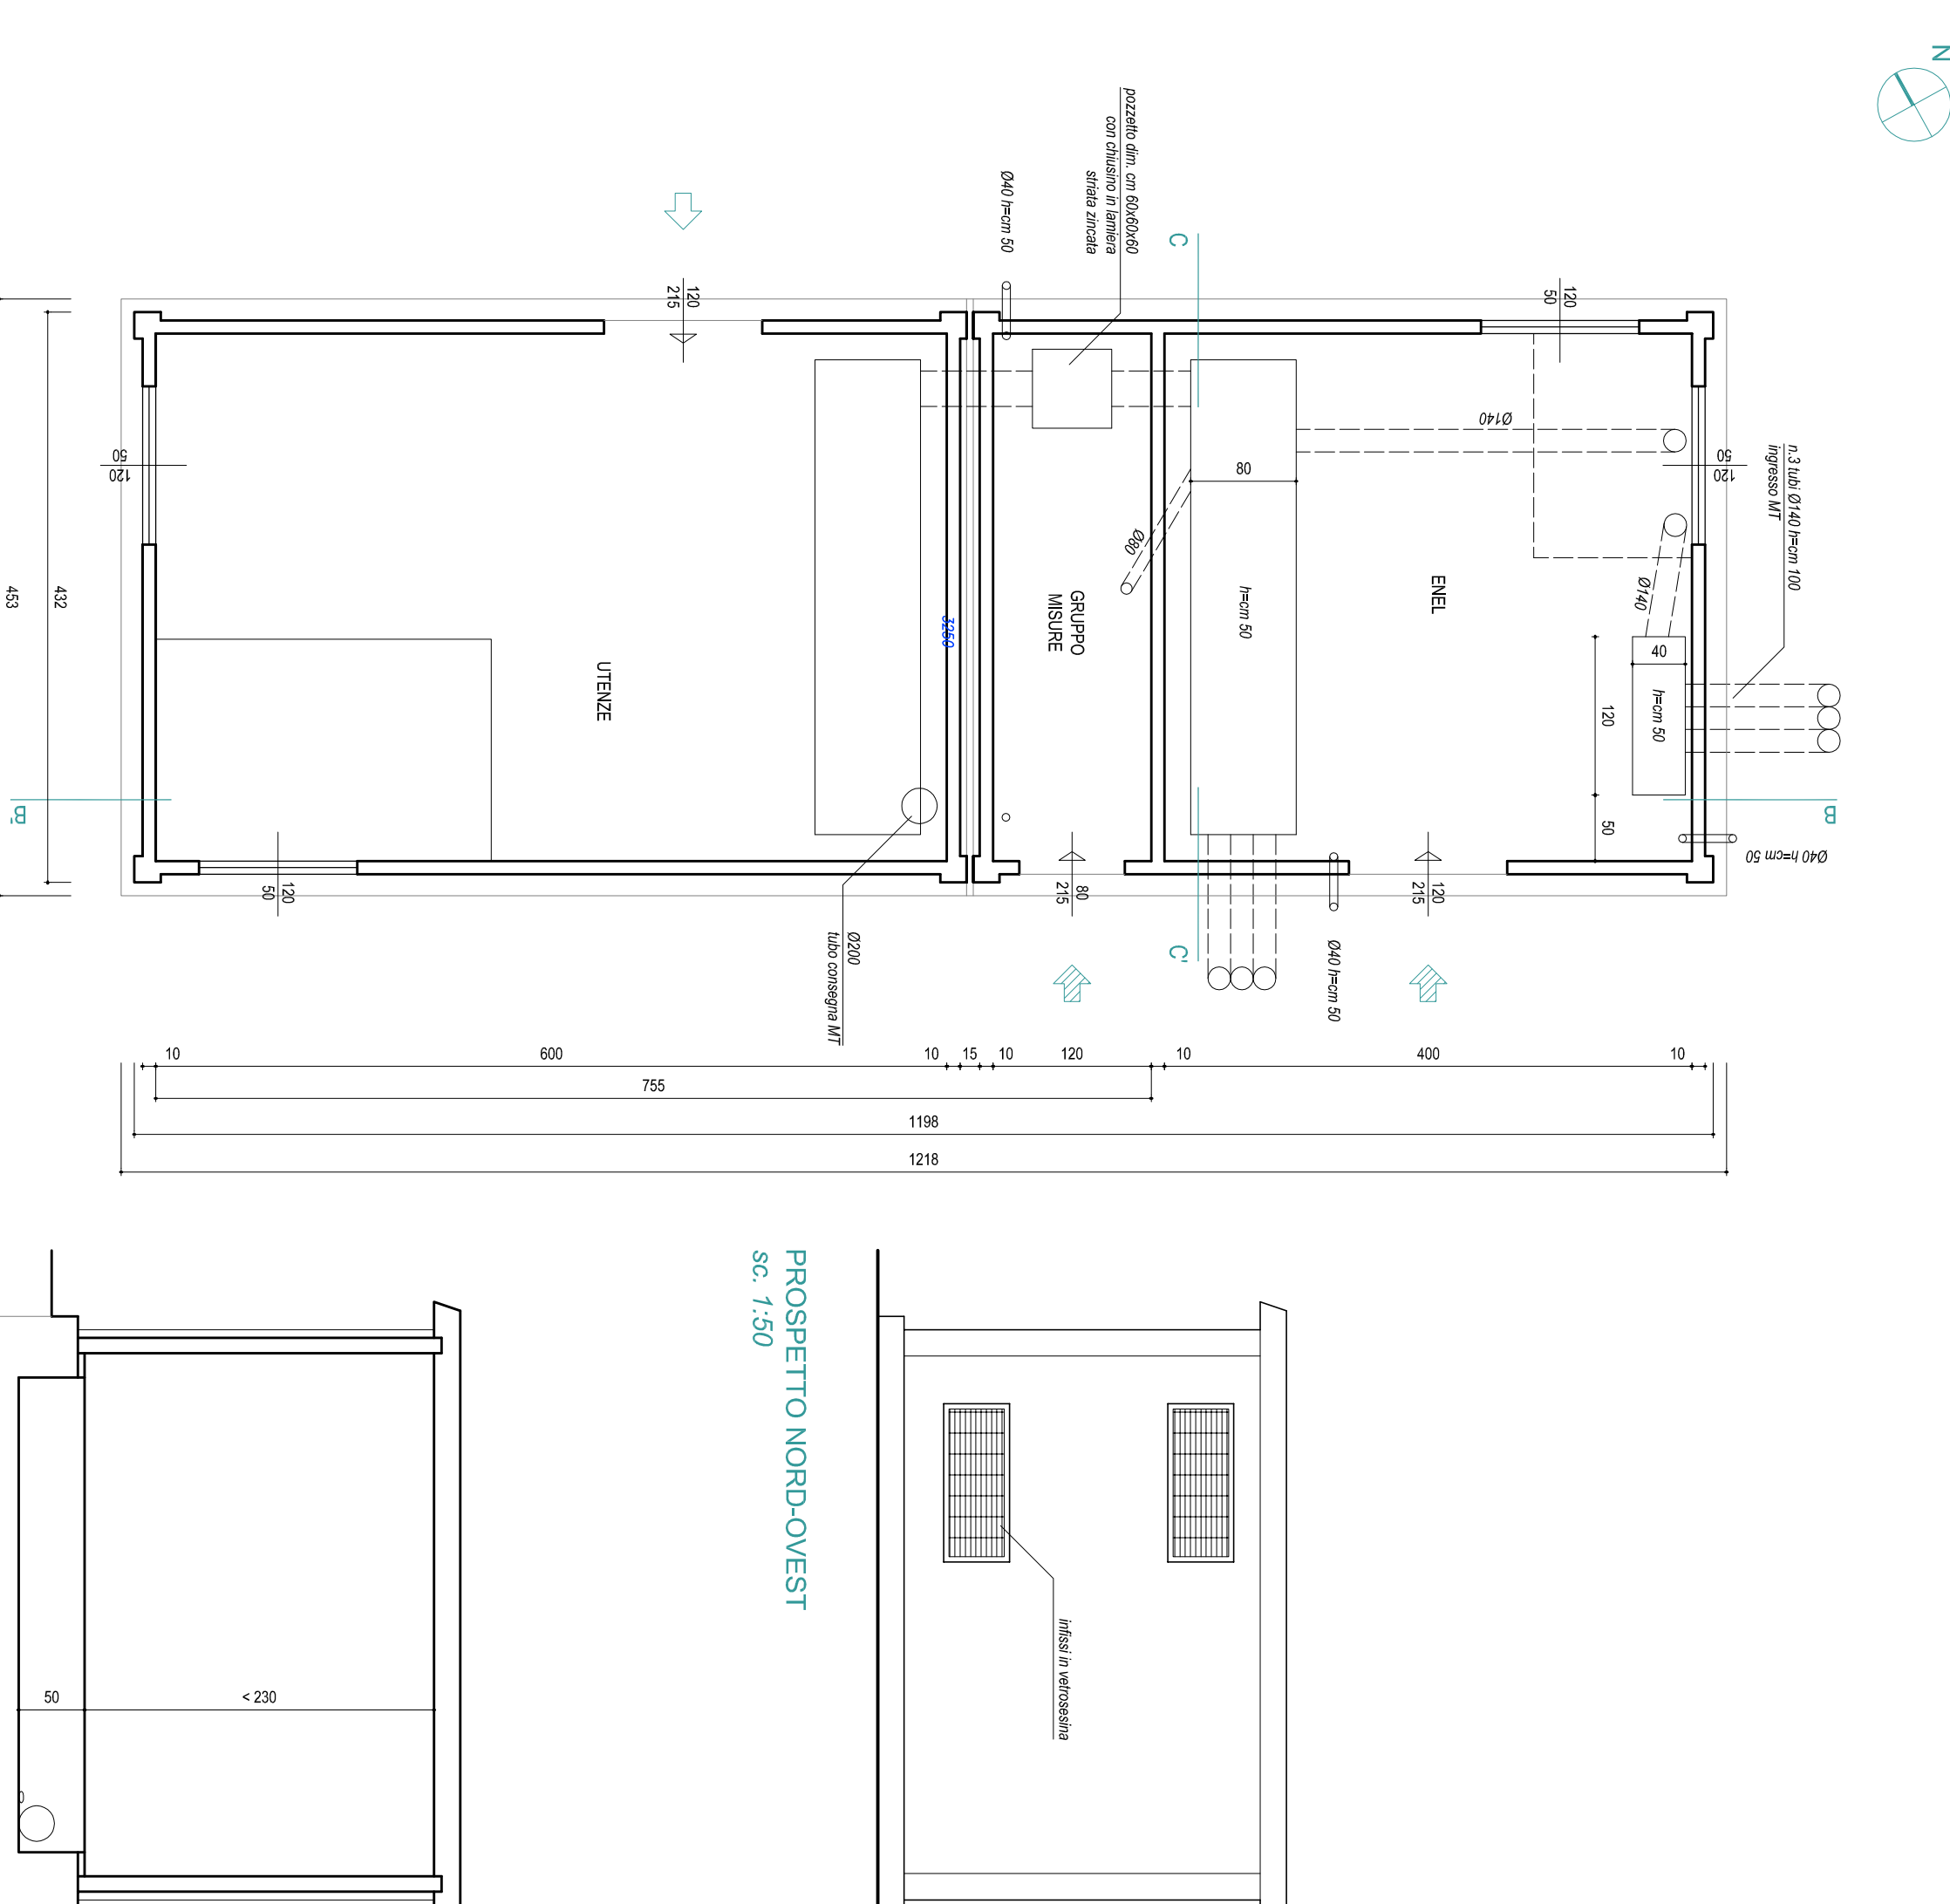 N
pozzetto dim. cm 60x60x60
con chiusino in lamiera
striata zincata
Ø40 h=cm 50
C
120
215
120
50
50
120
50
120
n.3 tubi Ø140 h=cm 100
ingresso MT
Ø140
80
Ø80
h=cm 50
ENEL
GRUPPO
MISURE
3250
UTENZE
Ø140
40
h=cm 50
120
50
432
453
B'
B
Ø40 h=cm 50
120
50
80
215
120
215
C'
Ø200
tubo consegna MT
Ø40 h=cm 50
10
600
10
15
10
120
10
400
10
755
1198
1218
PROSPETTO NORD-OVEST
sc. 1:50
infissi in vetrosesina
50
< 230